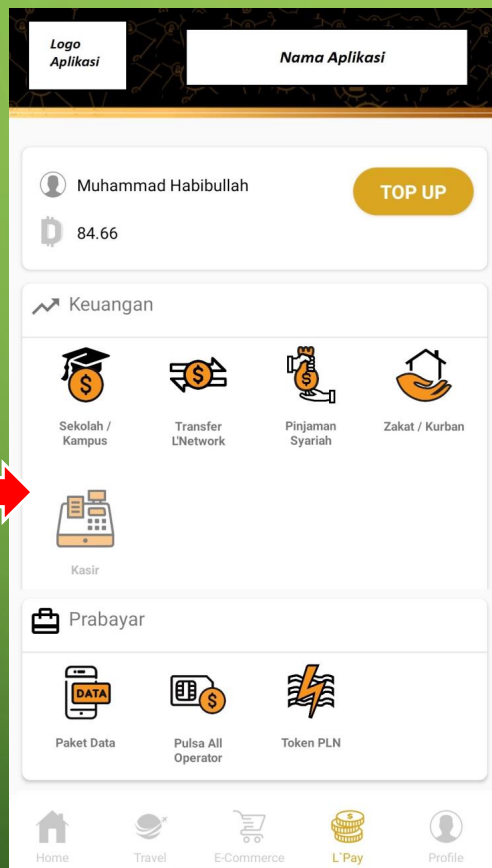 Logo
Aplikasi
Nama Aplikasi
Muhammad Habibullah
TOP UP
84.66
Keuangan
Sekolah /
Kampus
Transfer
L'Network
Pinjaman
Syariah
Zakat / Kurban
Kasir
Prabayar
DATA
Paket Data
Pulsa All
Operator
Token PLN
Home
Travel
E-Commerce
L`Pay
Profile